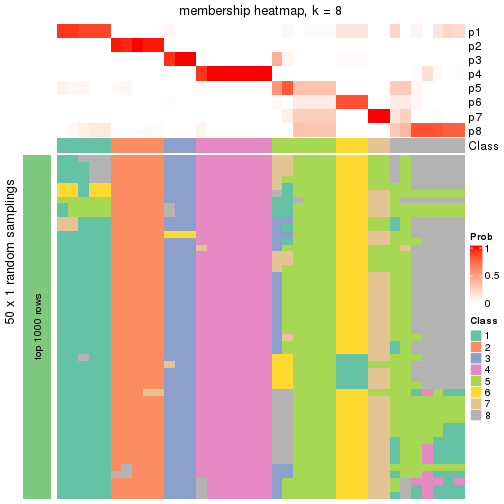 membership heatmap, k = 8
p1
p2
p3
p4
p5
p6
p7
p8
Class
50 x 1 random samplings
top 1000 rows
Prob
1
0.5
0
Class
1
2
3
4
5
6
7
8